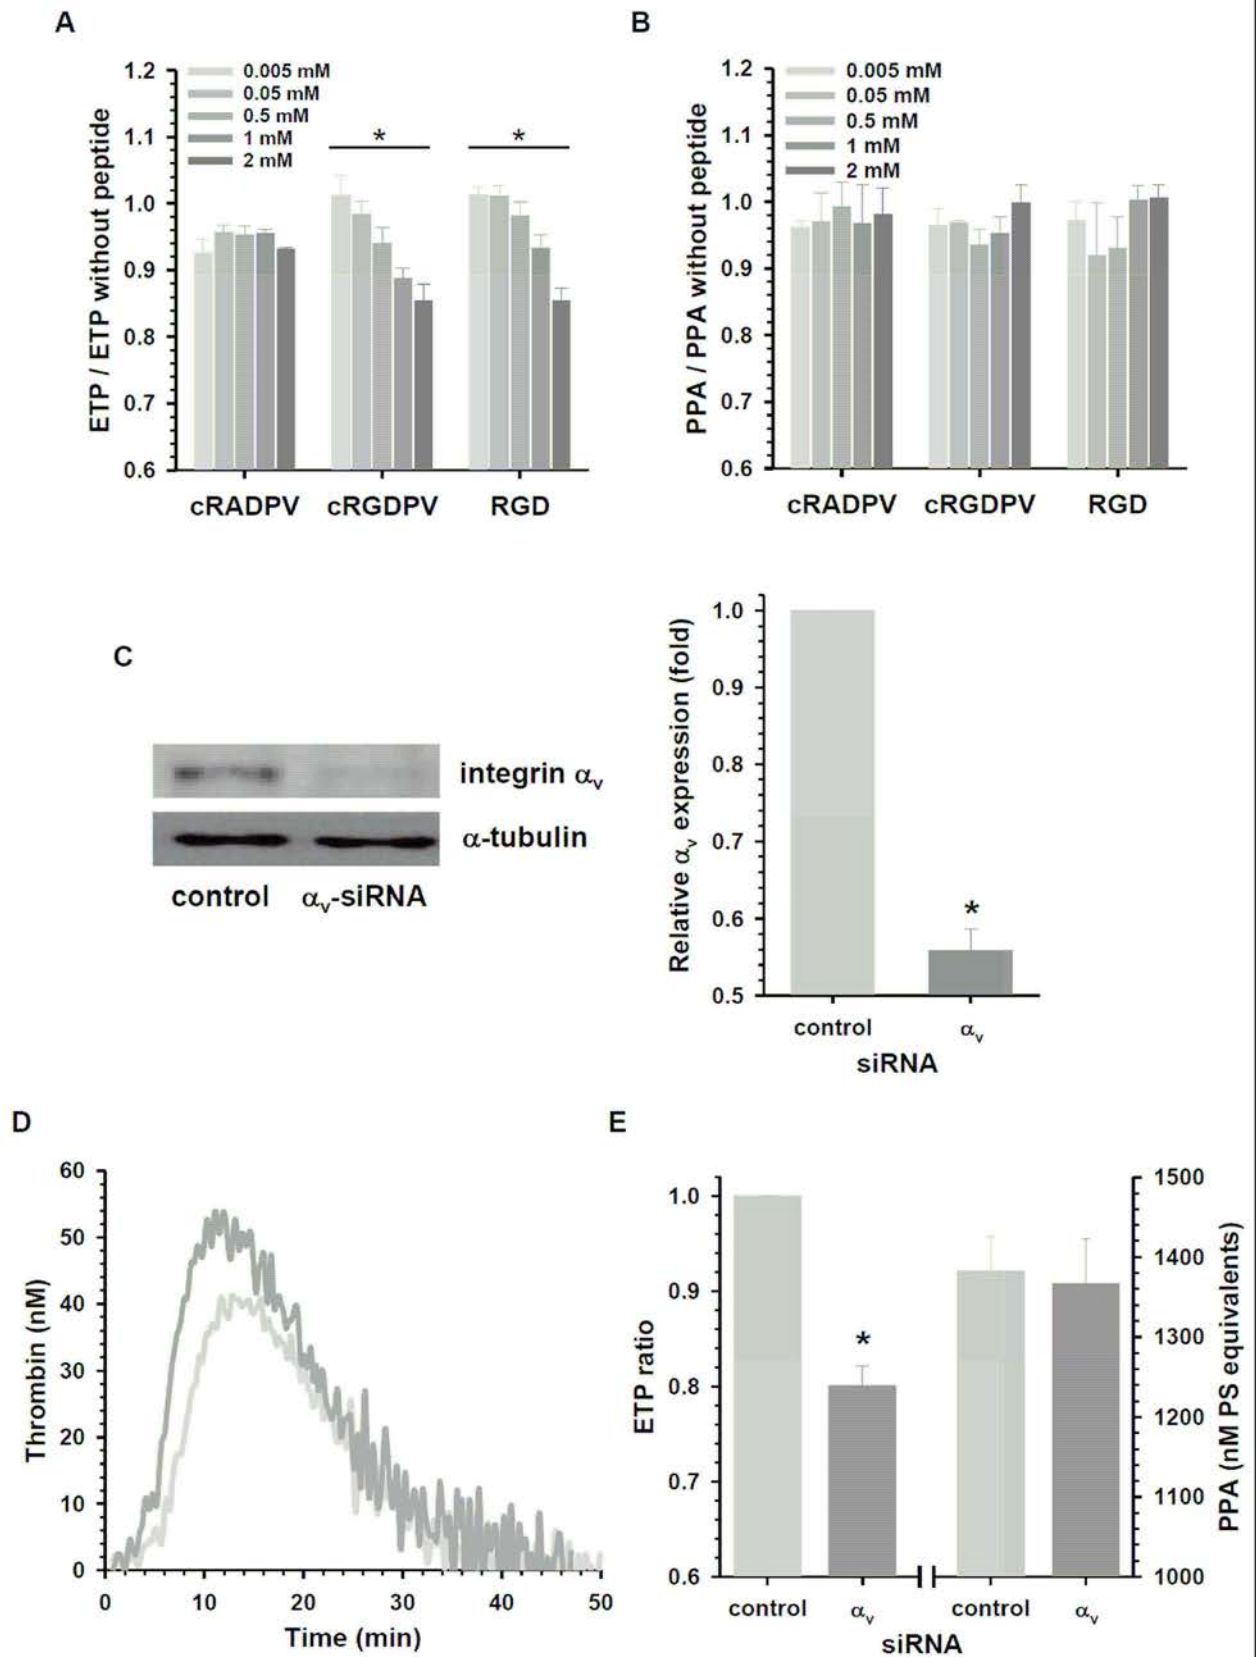 A
ETP / ETP without peptide
1.2
1.1
1.0
0.9
0.8
0.7
0.6
0.005 mM
0.05 mM
0.5 mM
1 mM
2 mM
*
*
cRADPV cRGDPV RGD
B
PPA / PPA without peptide
1.2
1.1
1.0
0.9
0.8
0.7
0.6
0.005 mM
0.05 mM
0.5 mM
1 mM
2 mM
cRADPV cRGDPV RGD
C
integrin αv
α-tubulin
control αv-siRNA
Relative αv expression (fold)
1.0
0.9
0.8
0.7
0.6
0.5
*
control αv
siRNA
D
Thrombin (nM)
60
50
40
30
20
10
0
0 10 20 30 40 50
Time (min)
E
ETP ratio
1.0
0.9
0.8
0.7
0.6
*
1500
1400
1300
1200
1100
1000
PPA (nM PS equivalents)
control αv control αv
siRNA